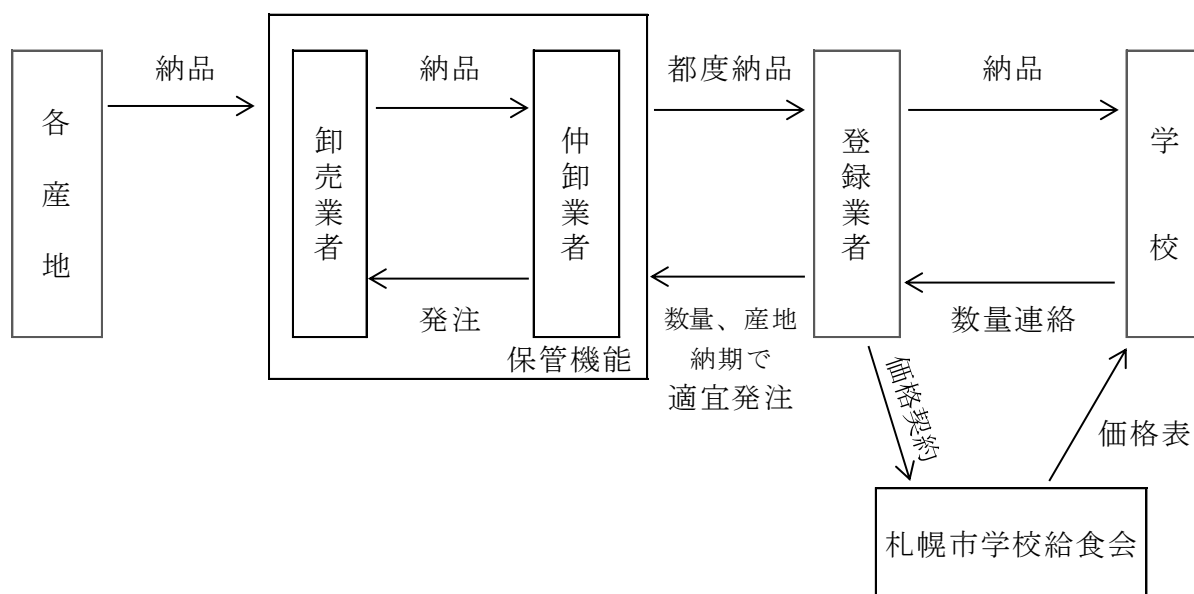 納品
納品
都度納品
納品
各産地
卸売業者
仲卸業者
登録業者
学校
発注
保管機能
数量、産地
納期で
適宜発注
数量連絡
価格契約
価格表
札幌市学校給食会